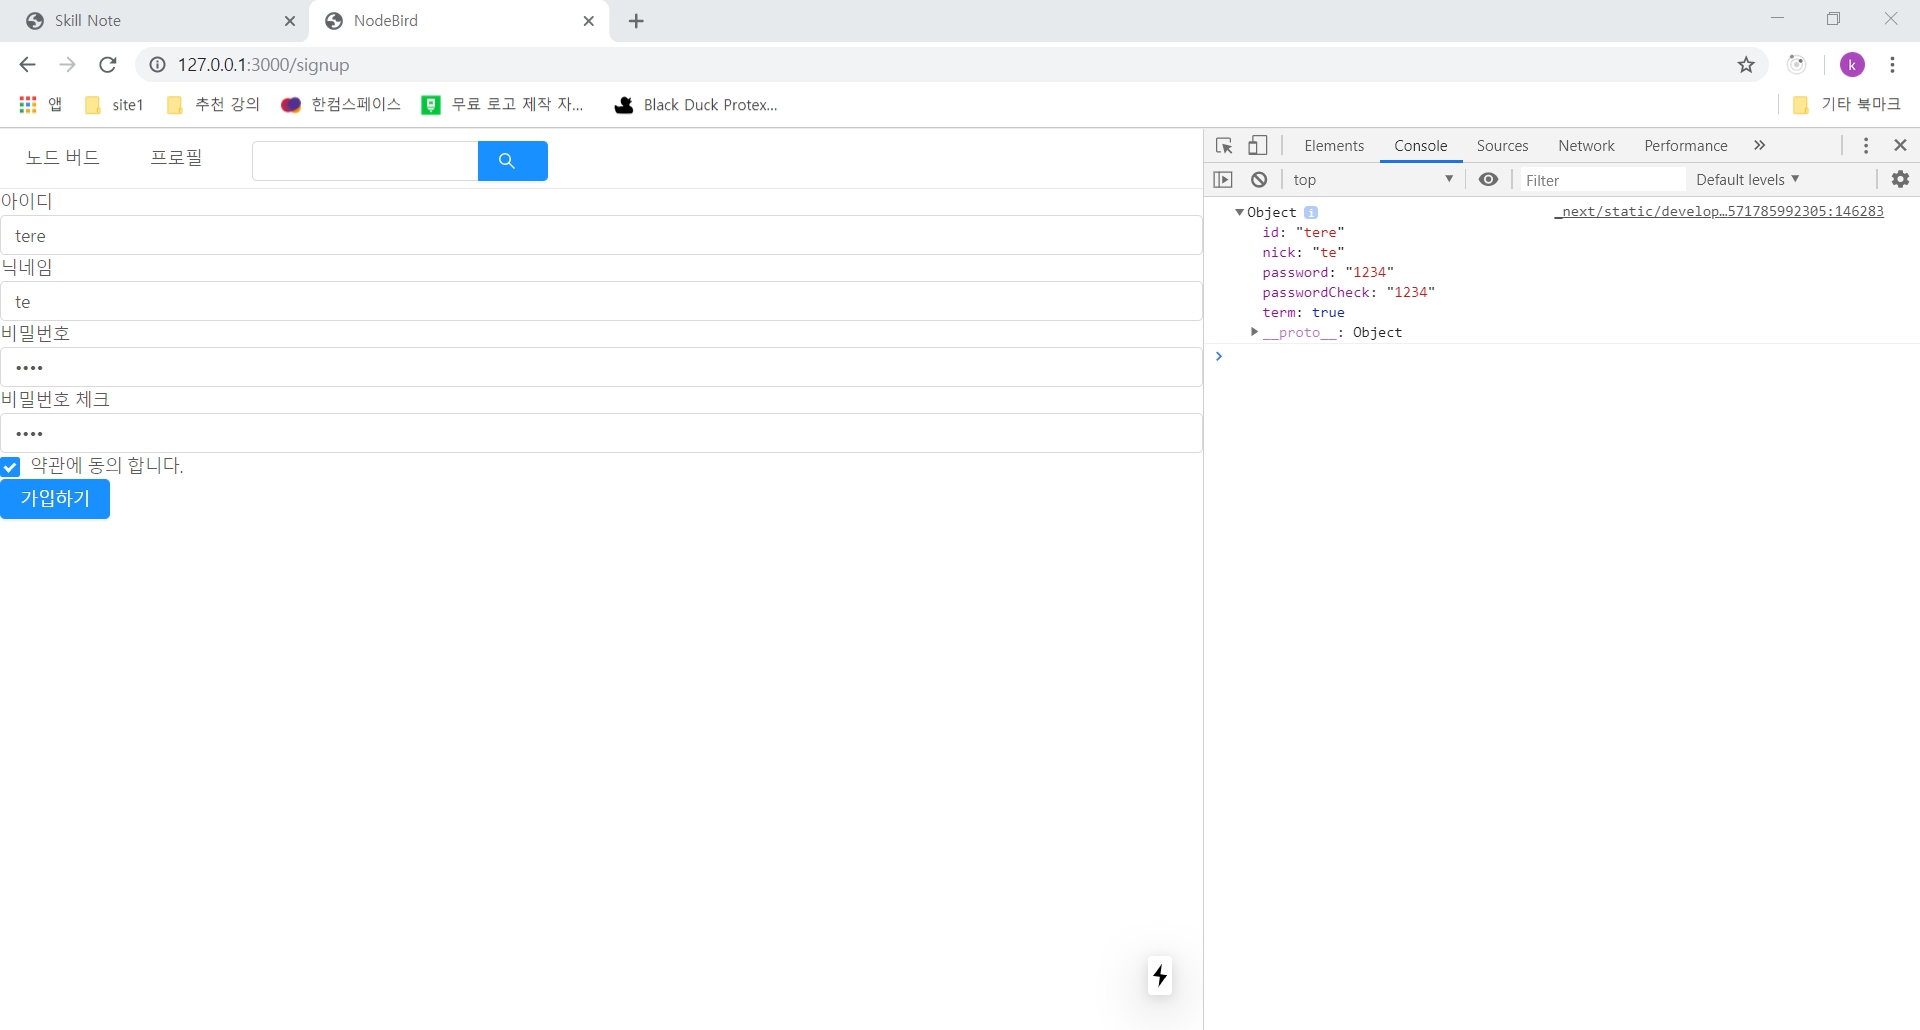 Skill Note
NodeBird
127.0.0.1:3000/signup
k
앱
site1
추천 강의
한컴스페이스
무료 로고 제작 자...
Black Duck Protex...
기타 북마크
노드 버드
프로필
아이디
tere
닉네임
te
비밀번호
••••
비밀번호 체크
••••
약관에 동의 합니다.
가입하기
Elements Console Sources Network Performance »
top
Filter
Default levels ▼
▼Object i
_next/static/develop…571785992305:146283
id: "tere"
nick: "te"
password: "1234"
passwordCheck: "1234"
term: true
▶__proto__: Object